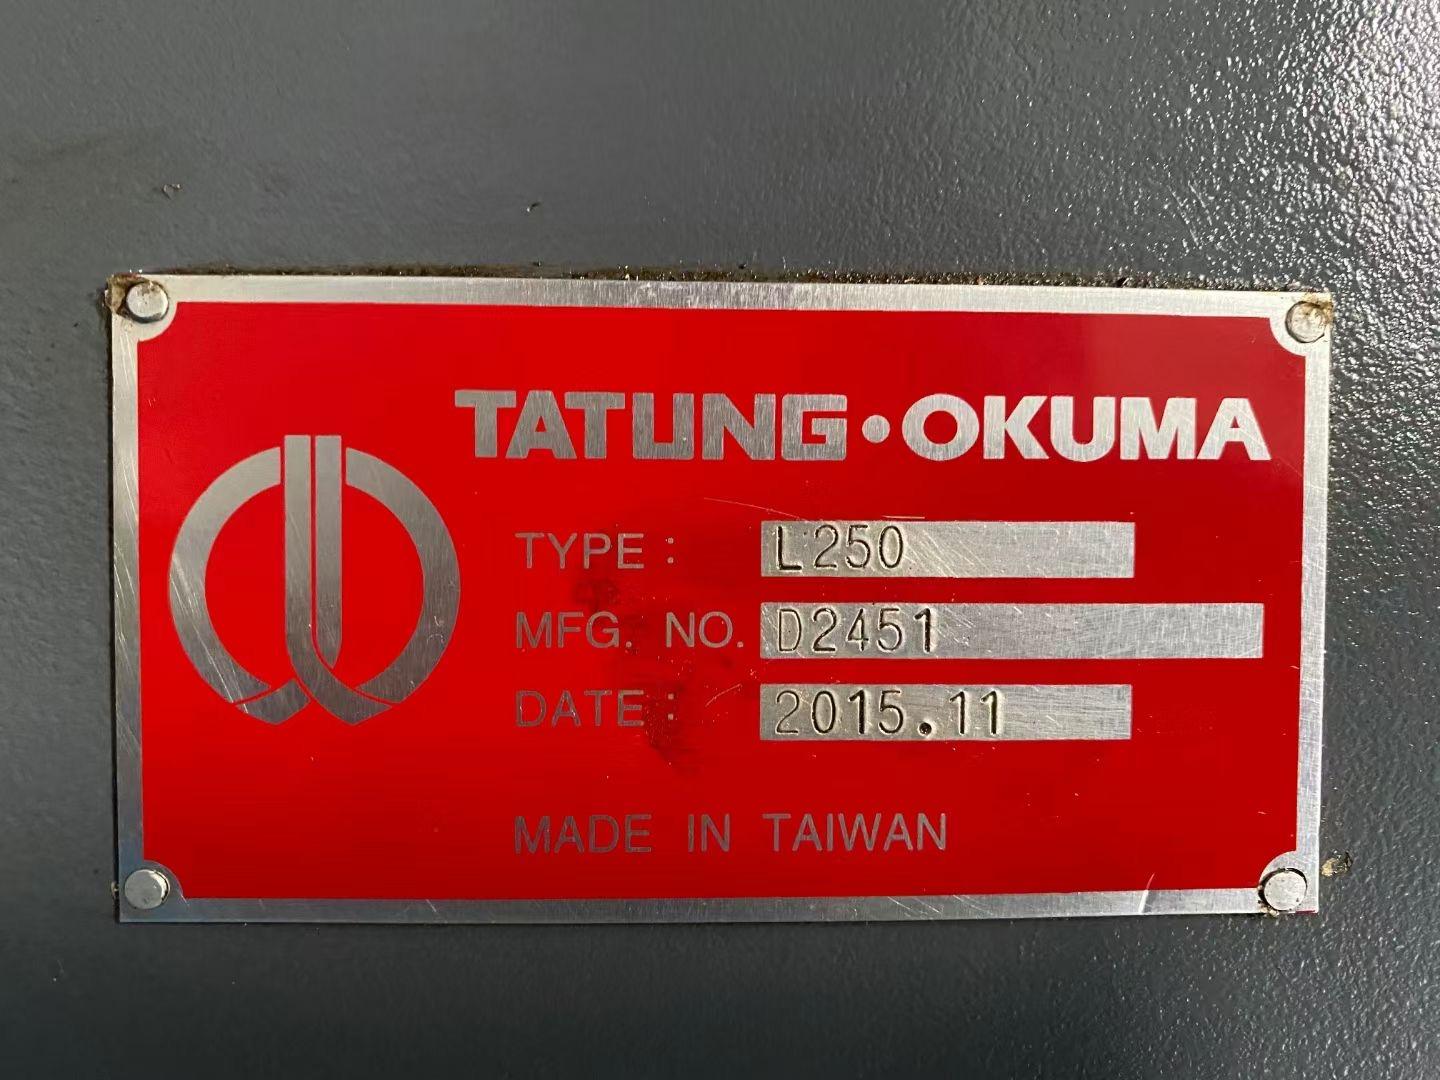 TATUNG•OKUMA
TYPE: L250
MFG. NO. D2451
DATE: 2015.11
MADE IN TAIWAN